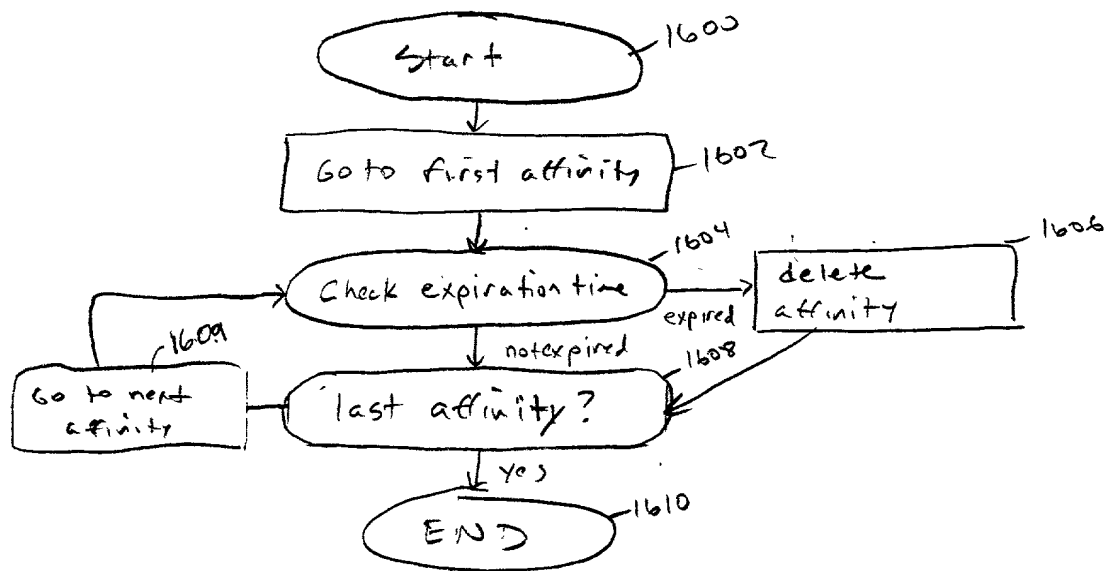 Start
1600
Go to first affinity
1602
1604
1606
Check expiration time
delete
affinity
expired
1609
not expired
1608
Go to next
affinity
last affinity?
yes
1610
END